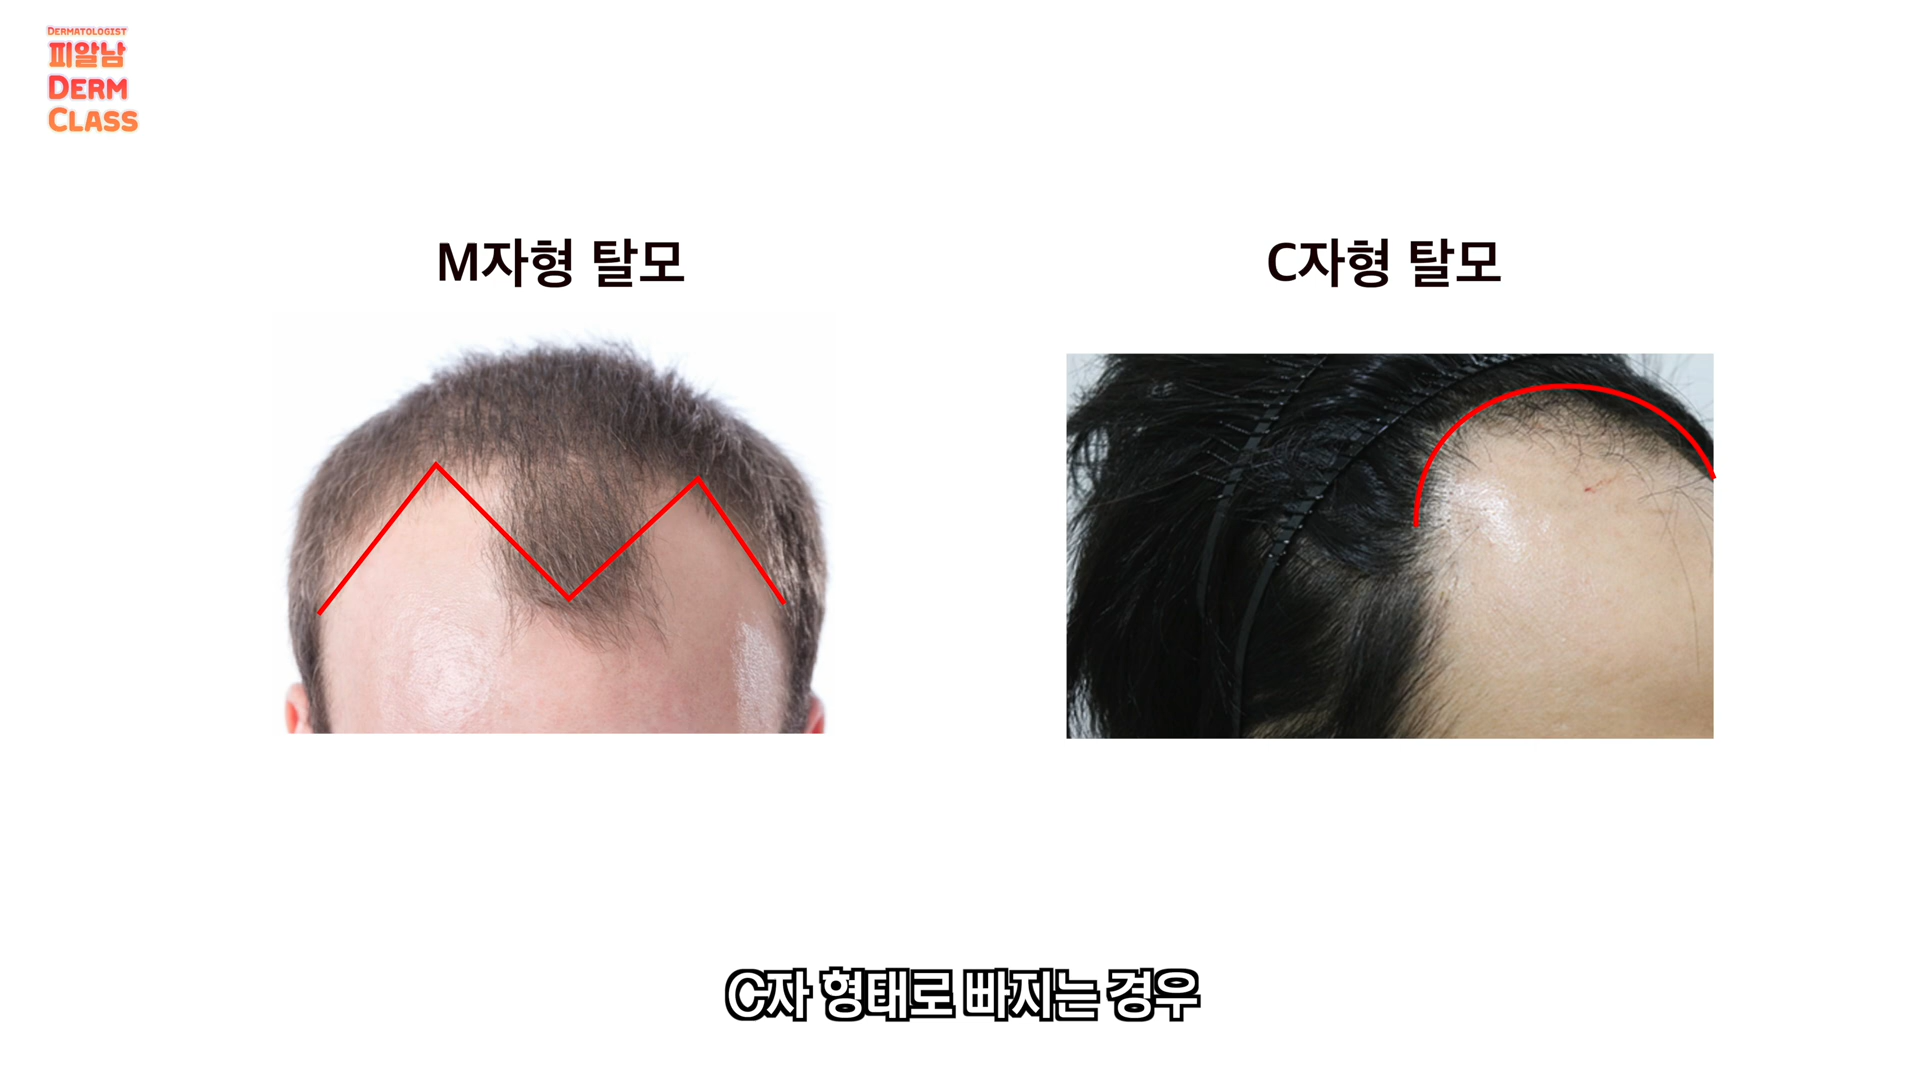 DERMATOLOGIST
피알남
DERM
CLASS
M자형 탈모
C자형 탈모
C자 형태로 빠지는 경우